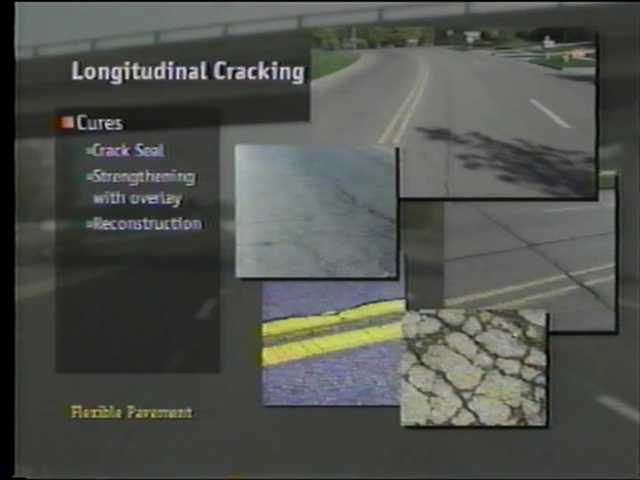 Longitudinal Cracking
Cures
Crack Seal
Strengthening
with overlay
Reconstruction
Flexible Pavement